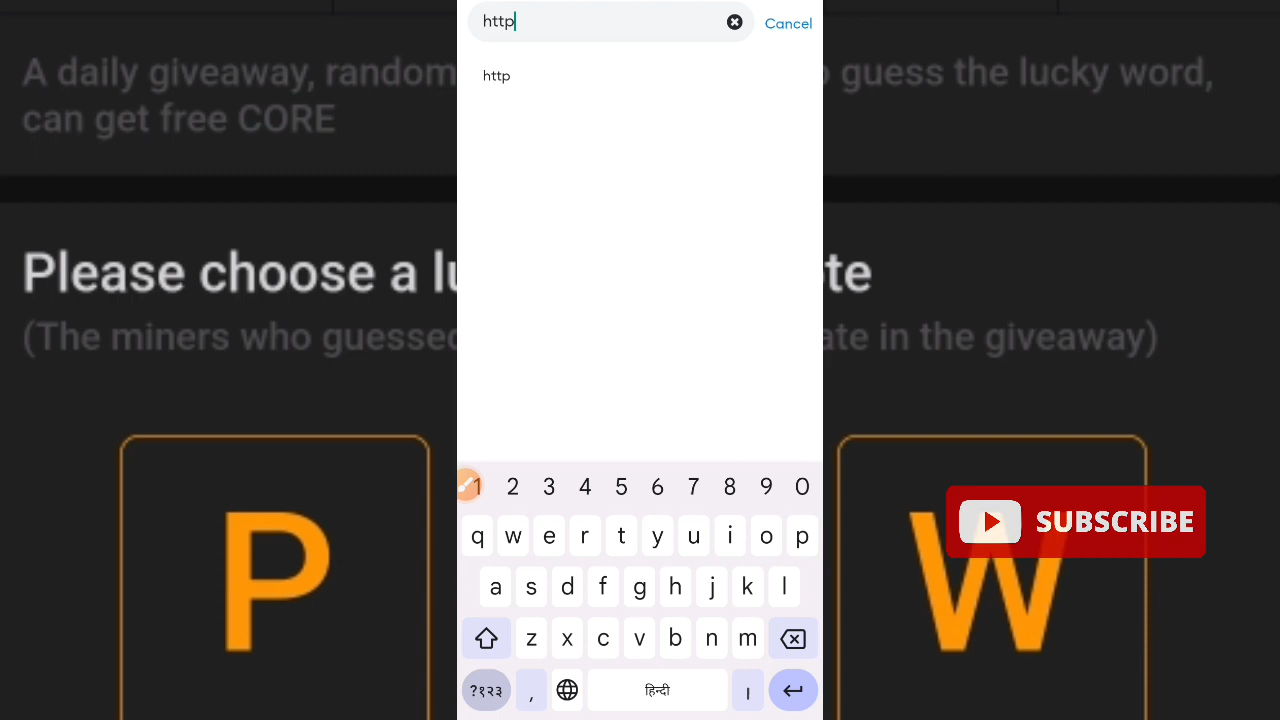 http
Cancel
http
A daily giveaway, random
o guess the lucky word,
can get free CORE
Please choose a lu
te
(The miners who guessed
ate in the giveaway)
P
W
SUBSCRIBE
1 2 3 4 5 6 7 8 9 0
q w e r t y u i o p
a s d f g h j k l
z x c v b n m
?१२३ , हिन्दी ।